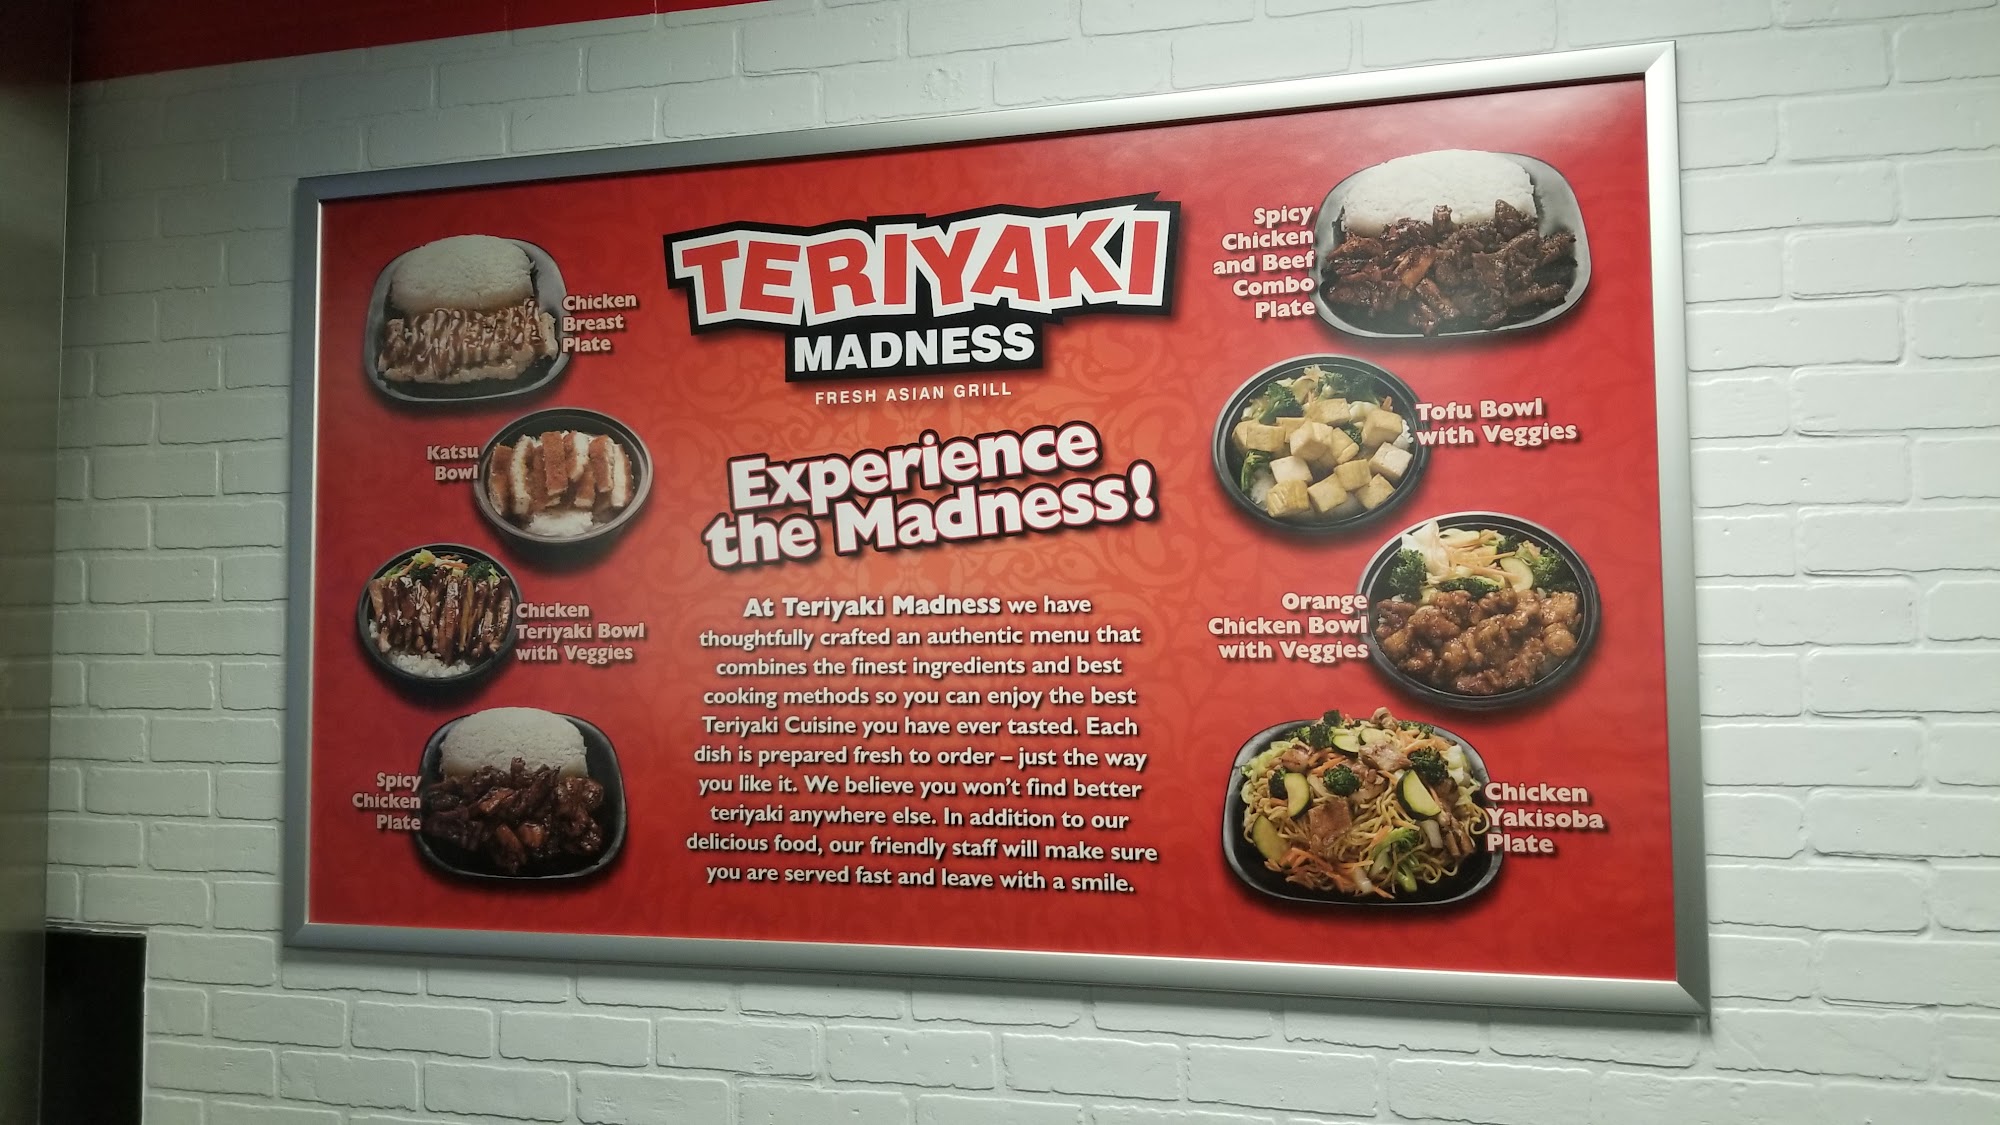 TERIYAKI
MADNESS
FRESH ASIAN GRILL
Experience
the Madness!
At Teriyaki Madness we have
thoughtfully crafted an authentic menu that
combines the finest ingredients and best
cooking methods so you can enjoy the best
Teriyaki Cuisine you have ever tasted. Each
dish is prepared fresh to order – just the way
you like it. We believe you won't find better
teriyaki anywhere else. In addition to our
delicious food, our friendly staff will make sure
you are served fast and leave with a smile.
Chicken
Breast
Plate
Katsu
Bowl
Chicken
Teriyaki Bowl
with Veggies
Spicy
Chicken
Plate
Spicy
Chicken
and Beef
Combo
Plate
Tofu Bowl
with Veggies
Orange
Chicken Bowl
with Veggies
Chicken
Yakisoba
Plate